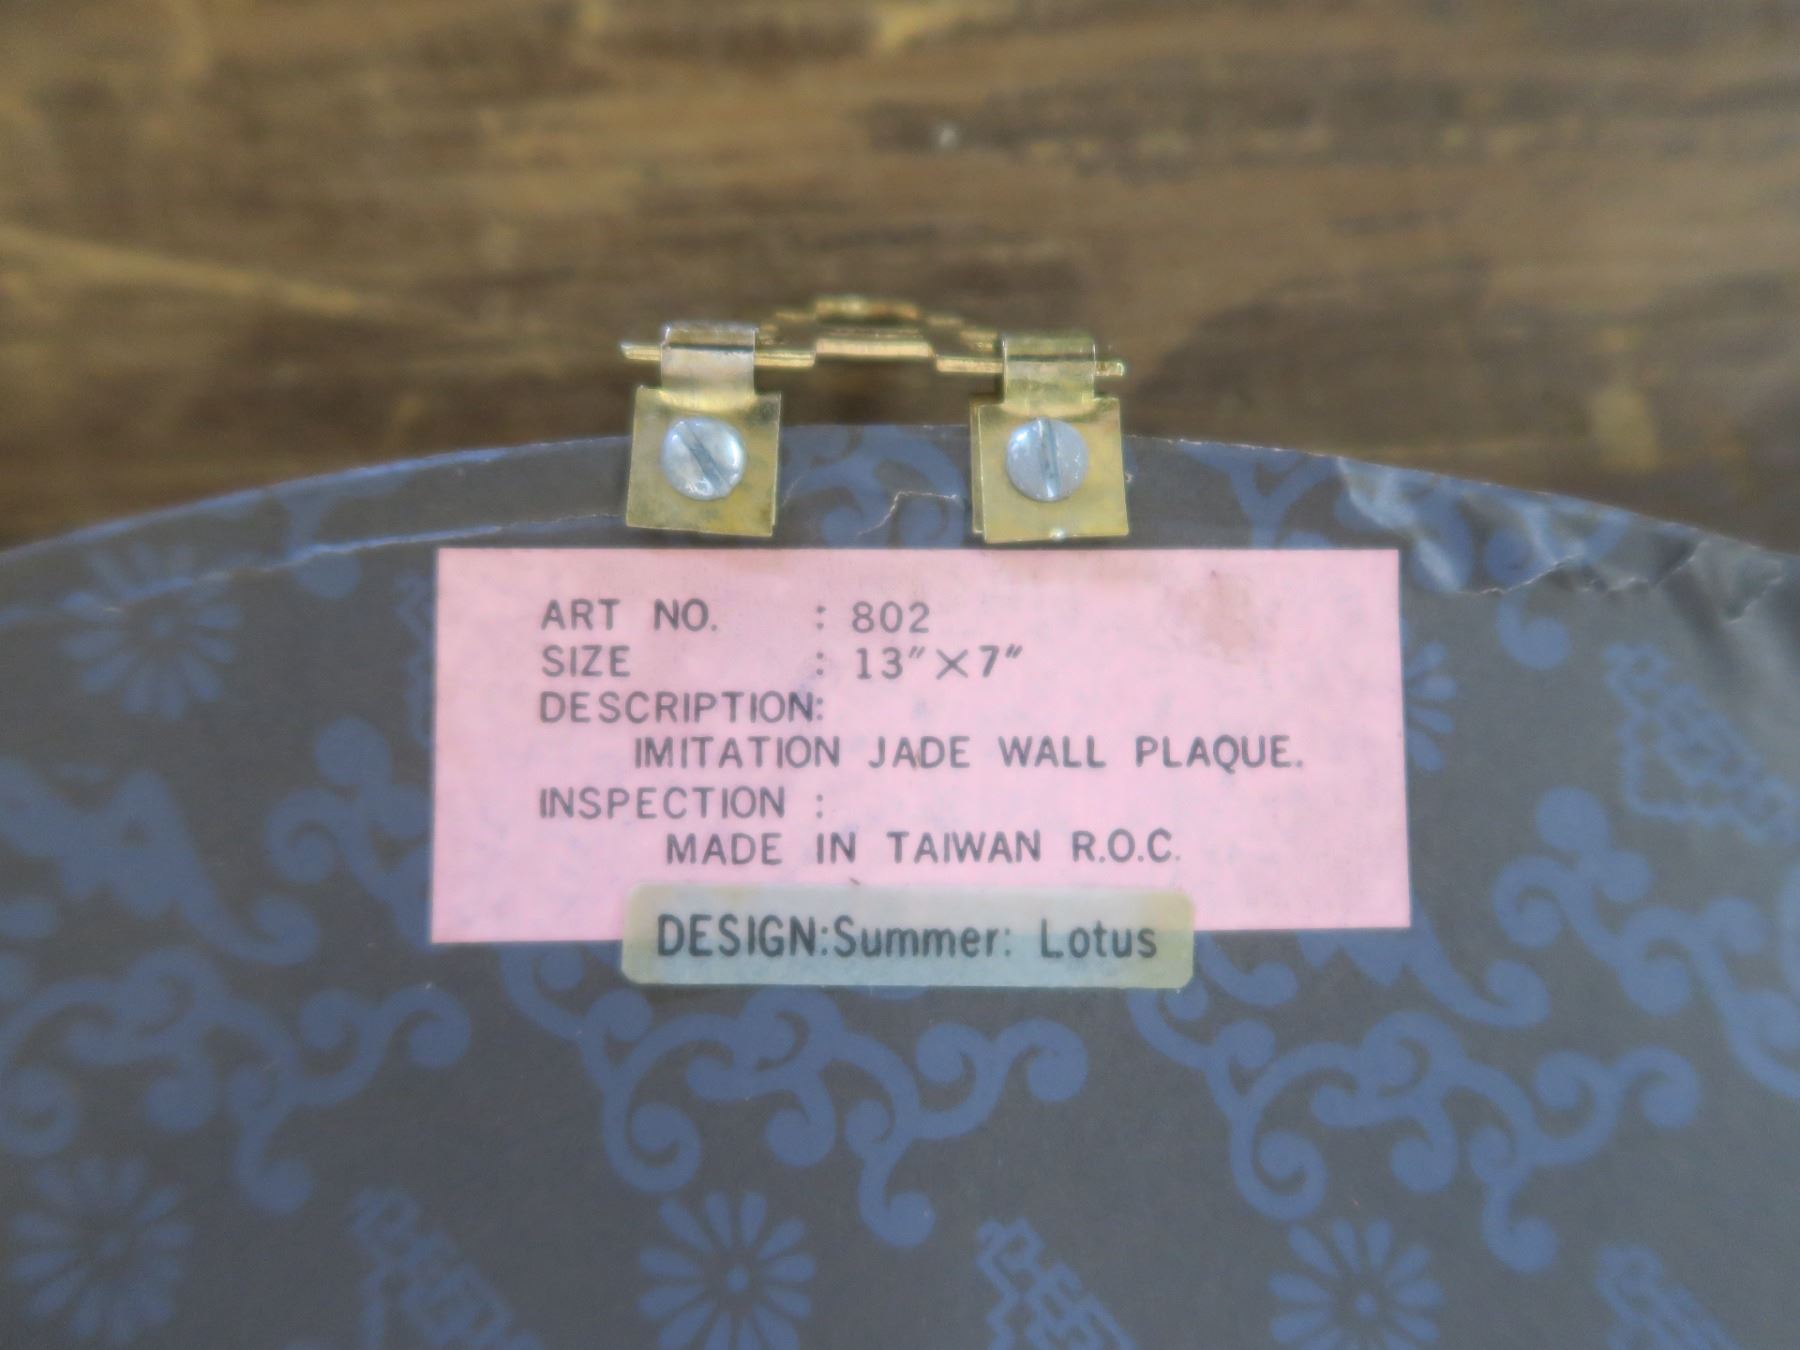 ART NO. : 802
SIZE : 13"×7"
DESCRIPTION:
IMITATION JADE WALL PLAQUE.
INSPECTION :
MADE IN TAIWAN R.O.C.
DESIGN:Summer: Lotus